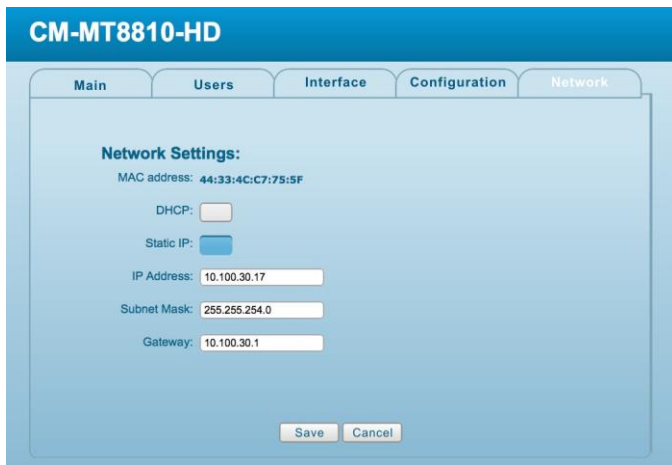 CM-MT8810-HD
Main Users Interface Configuration Network
Network Settings:
MAC address: 44:33:4C:C7:75:5F
DHCP:
Static IP:
IP Address: 10.100.30.17
Subnet Mask: 255.255.254.0
Gateway: 10.100.30.1
Save Cancel